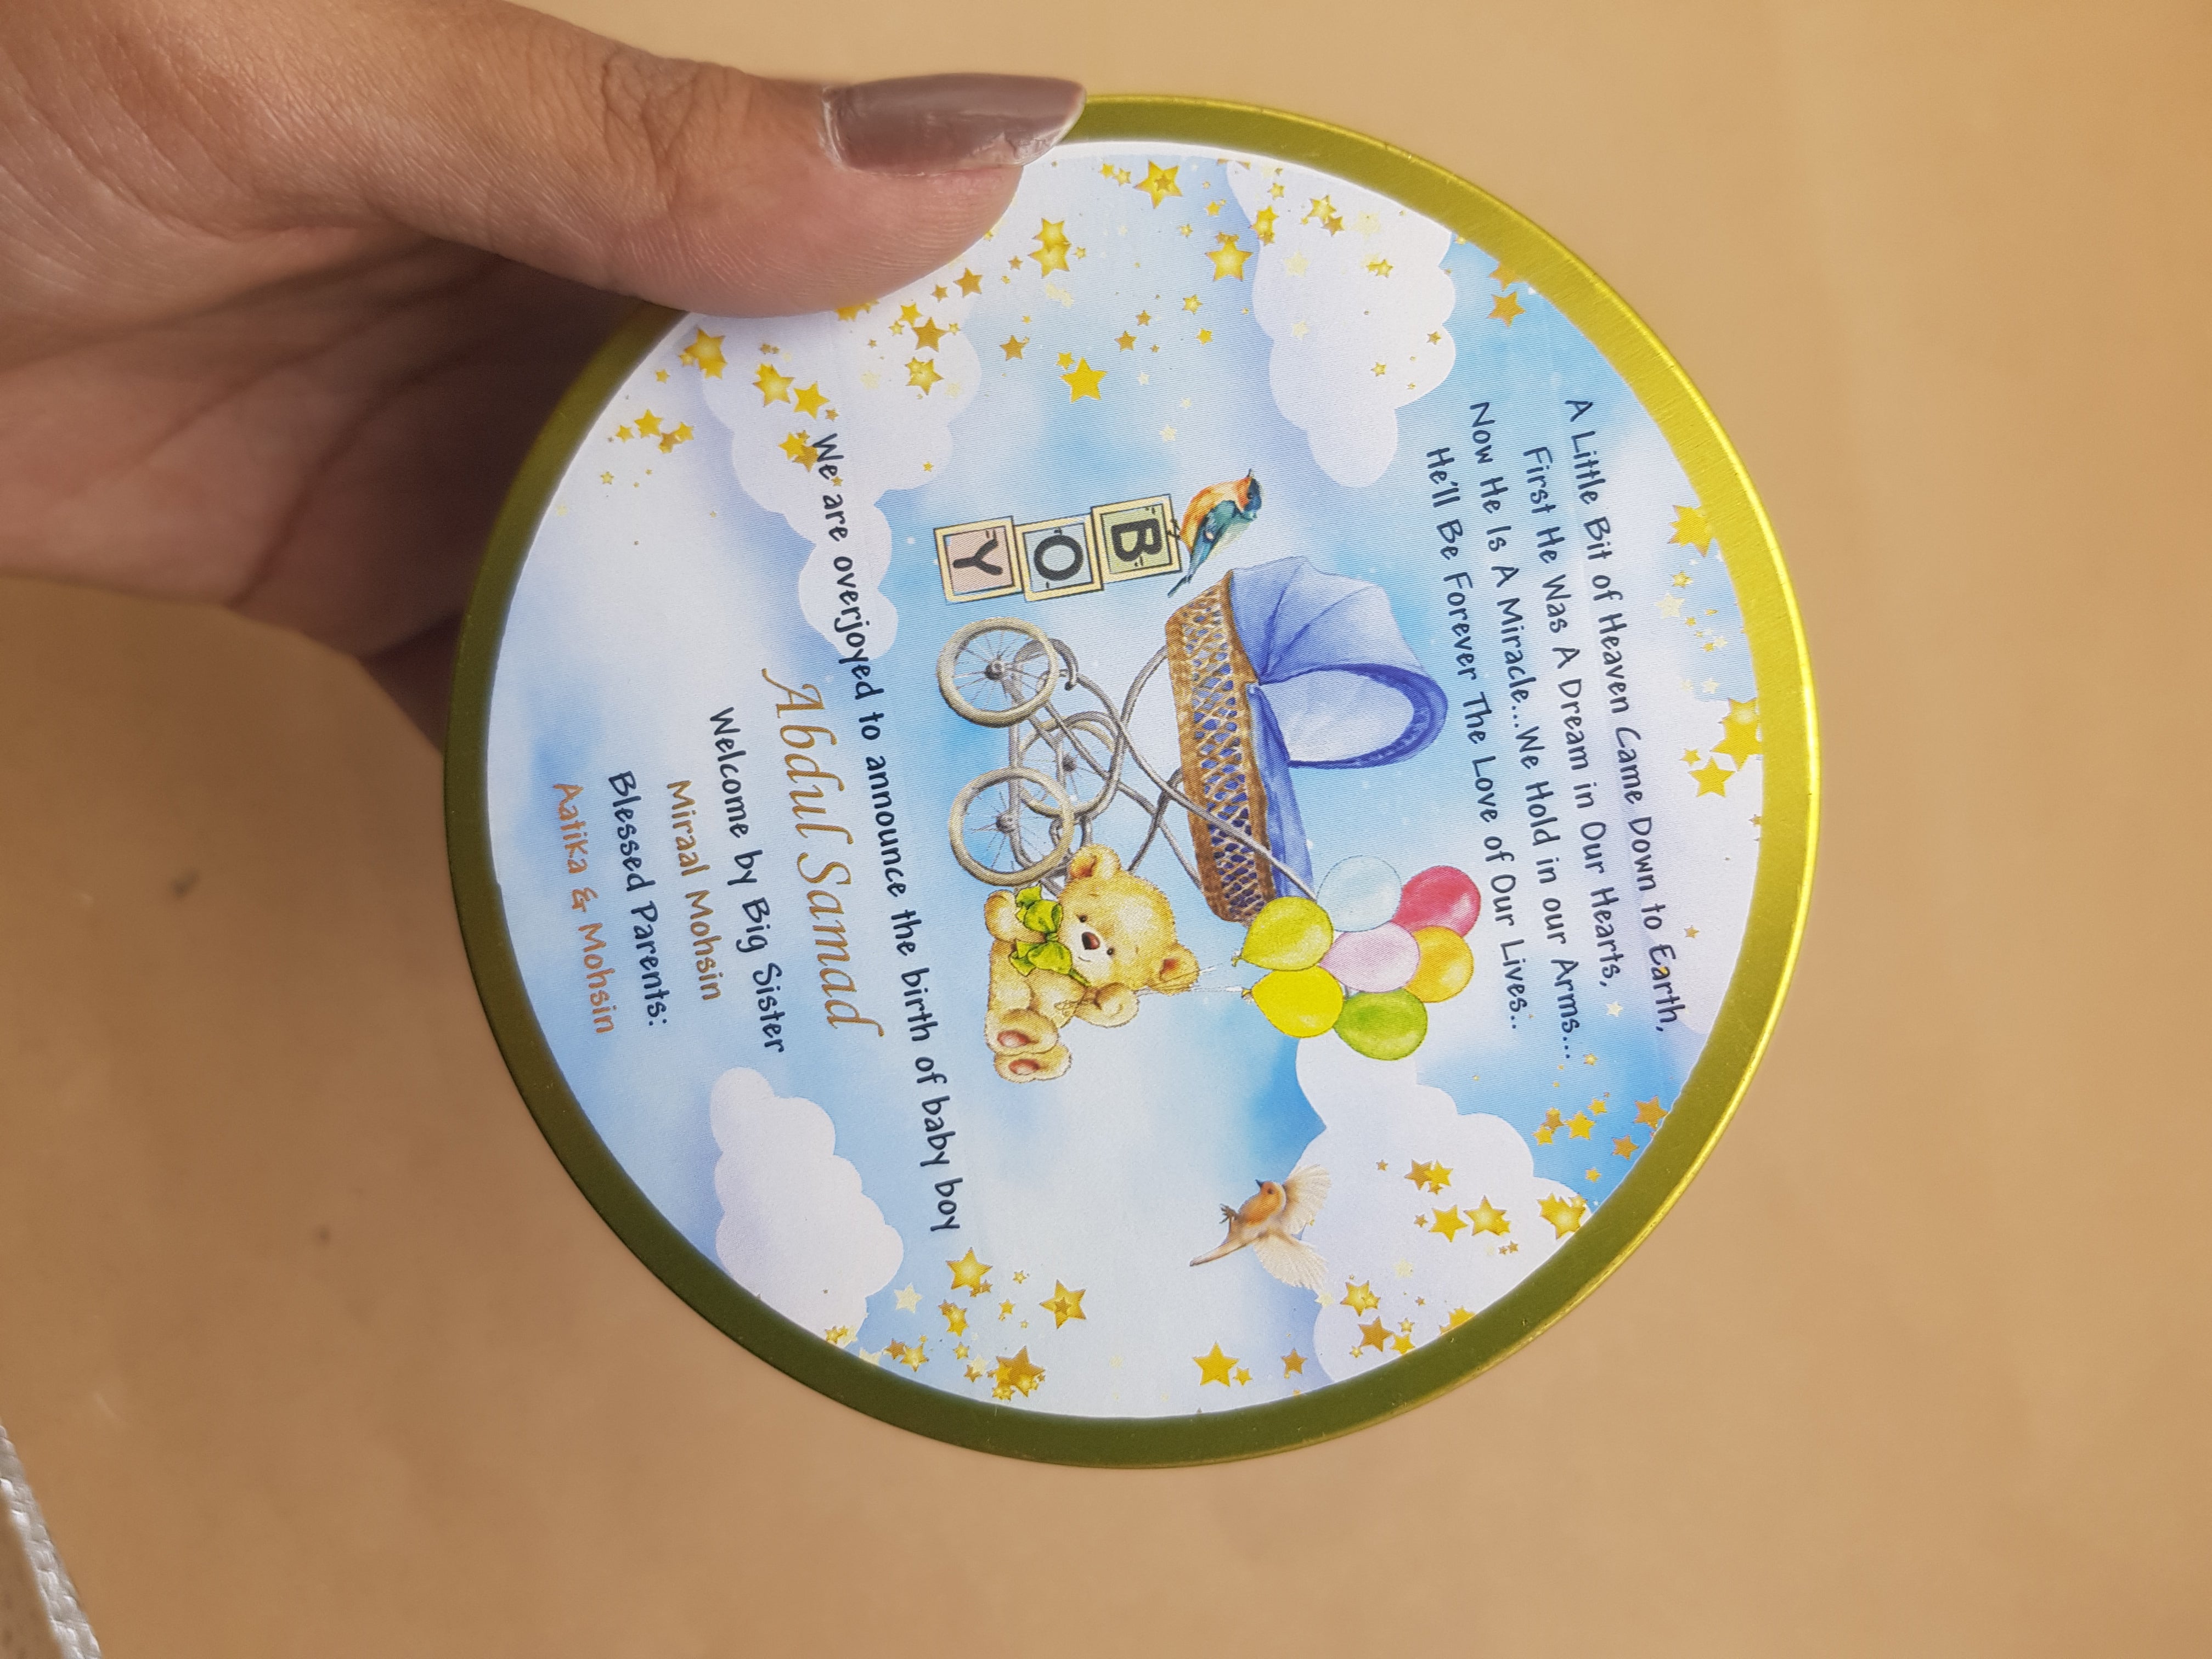 A Little Bit of Heaven Came Down to Earth,
First He Was A Dream in Our Hearts,
Now He Is A Miracle...We Hold in our Arms...
He'll Be Forever The Love of Our Lives..
B
O
Y
We are overjoyed to announce the birth of baby boy
Abdul Samad
Welcome by Big Sister
Miraal Mohsin
Blessed Parents:
Aatika & Mohsin